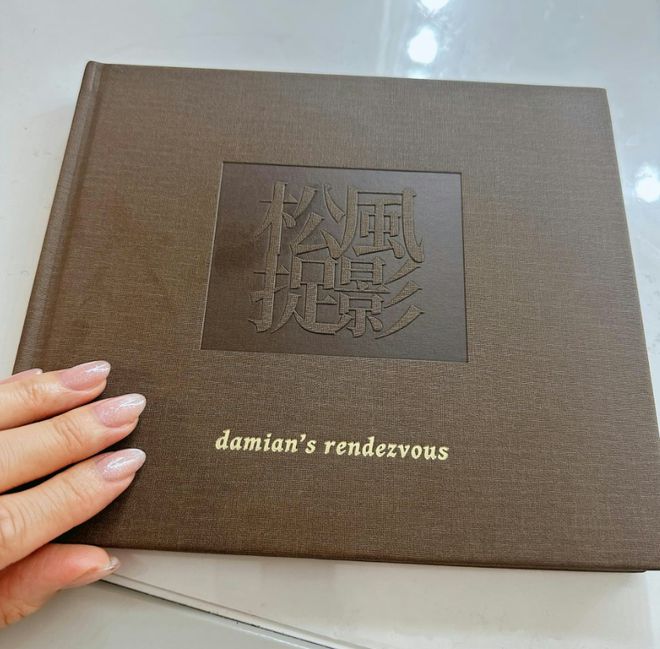 松風
捉影
damian's rendezvous